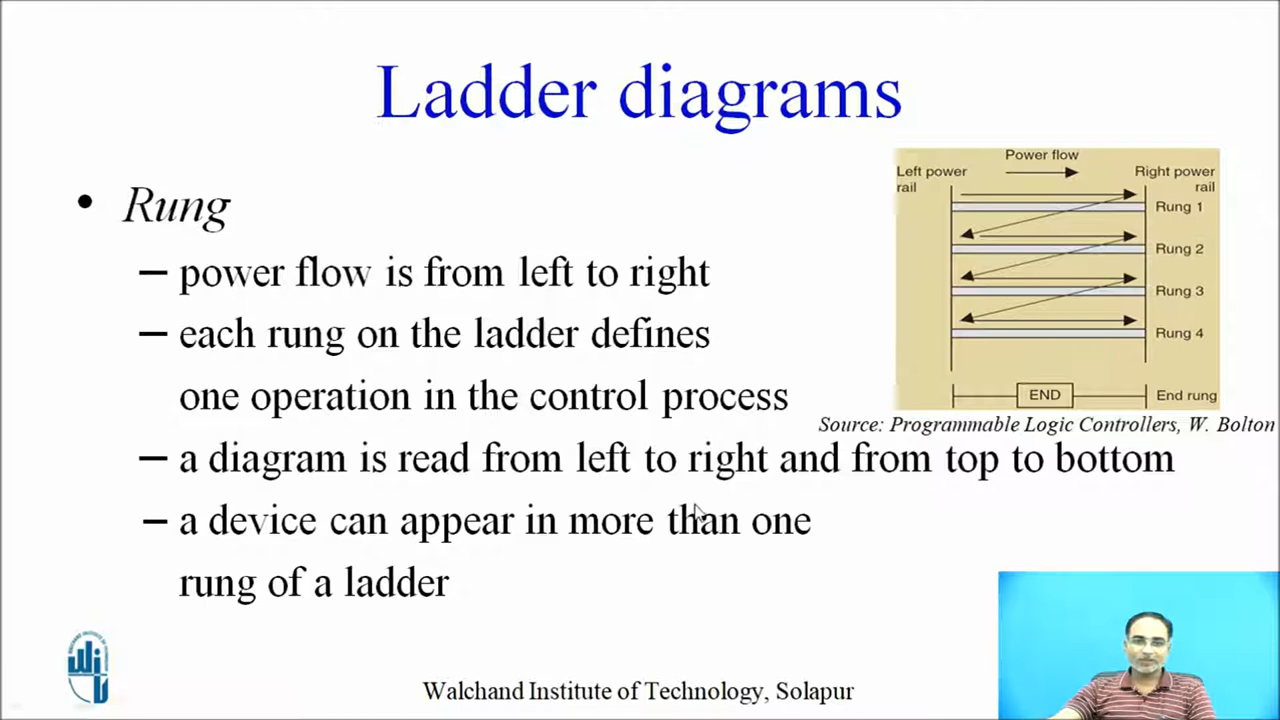 Ladder diagrams
• Rung
– power flow is from left to right
– each rung on the ladder defines
one operation in the control process
– a diagram is read from left to right and from top to bottom
– a device can appear in more than one
rung of a ladder
Power flow
Left power
rail
Right power
rail
Rung 1
Rung 2
Rung 3
Rung 4
END
End rung
Source: Programmable Logic Controllers, W. Bolton
Walchand Institute of Technology, Solapur